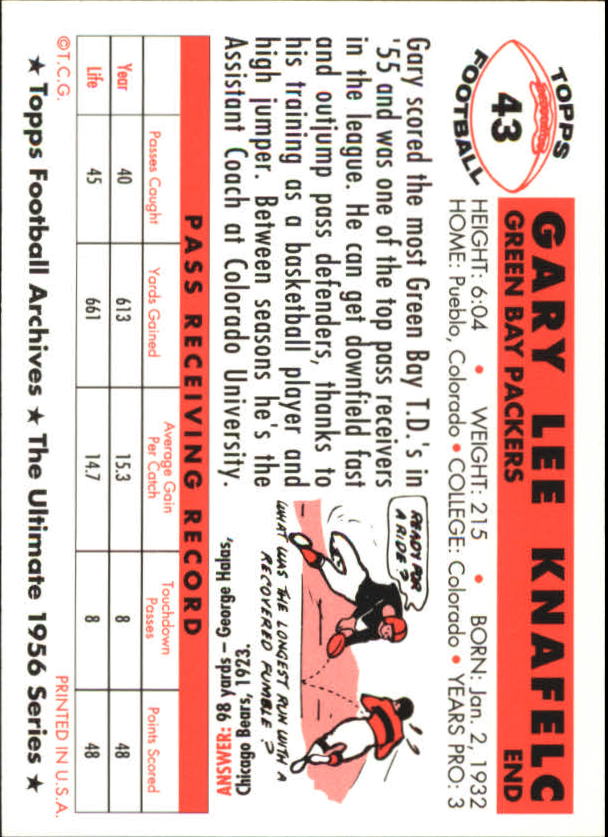 TOPPS
43
FOOTBALL
GARY LEE KNAFELC
GREEN BAY PACKERS END
HEIGHT: 6:04 • WEIGHT: 215 • BORN: Jan. 2, 1932
HOME: Pueblo, Colorado • COLLEGE: Colorado • YEARS PRO: 3
Gary scored the most Green Bay T.D.'s in
'55 and was one of the top pass receivers
in the league. He can get downfield fast
and outjump pass defenders, thanks to
his training as a basketball player and
high jumper. Between seasons he's the
Assistant Coach at Colorado University.
READY FOR
A RIDE?
WHAT WAS THE LONGEST RUN WITH A
RECOVERED FUMBLE?
ANSWER: 98 yards – George Halas,
Chicago Bears, 1923.
PASS RECEIVING RECORD
Passes Caught Yards Gained Average Gain Per Catch Touchdown Passes Points Scored
Year 40 613 15.3 8 48
Life 45 661 14.7 8 48
©T.C.G. PRINTED IN U.S.A.
★ Topps Football Archives ★ The Ultimate 1956 Series ★